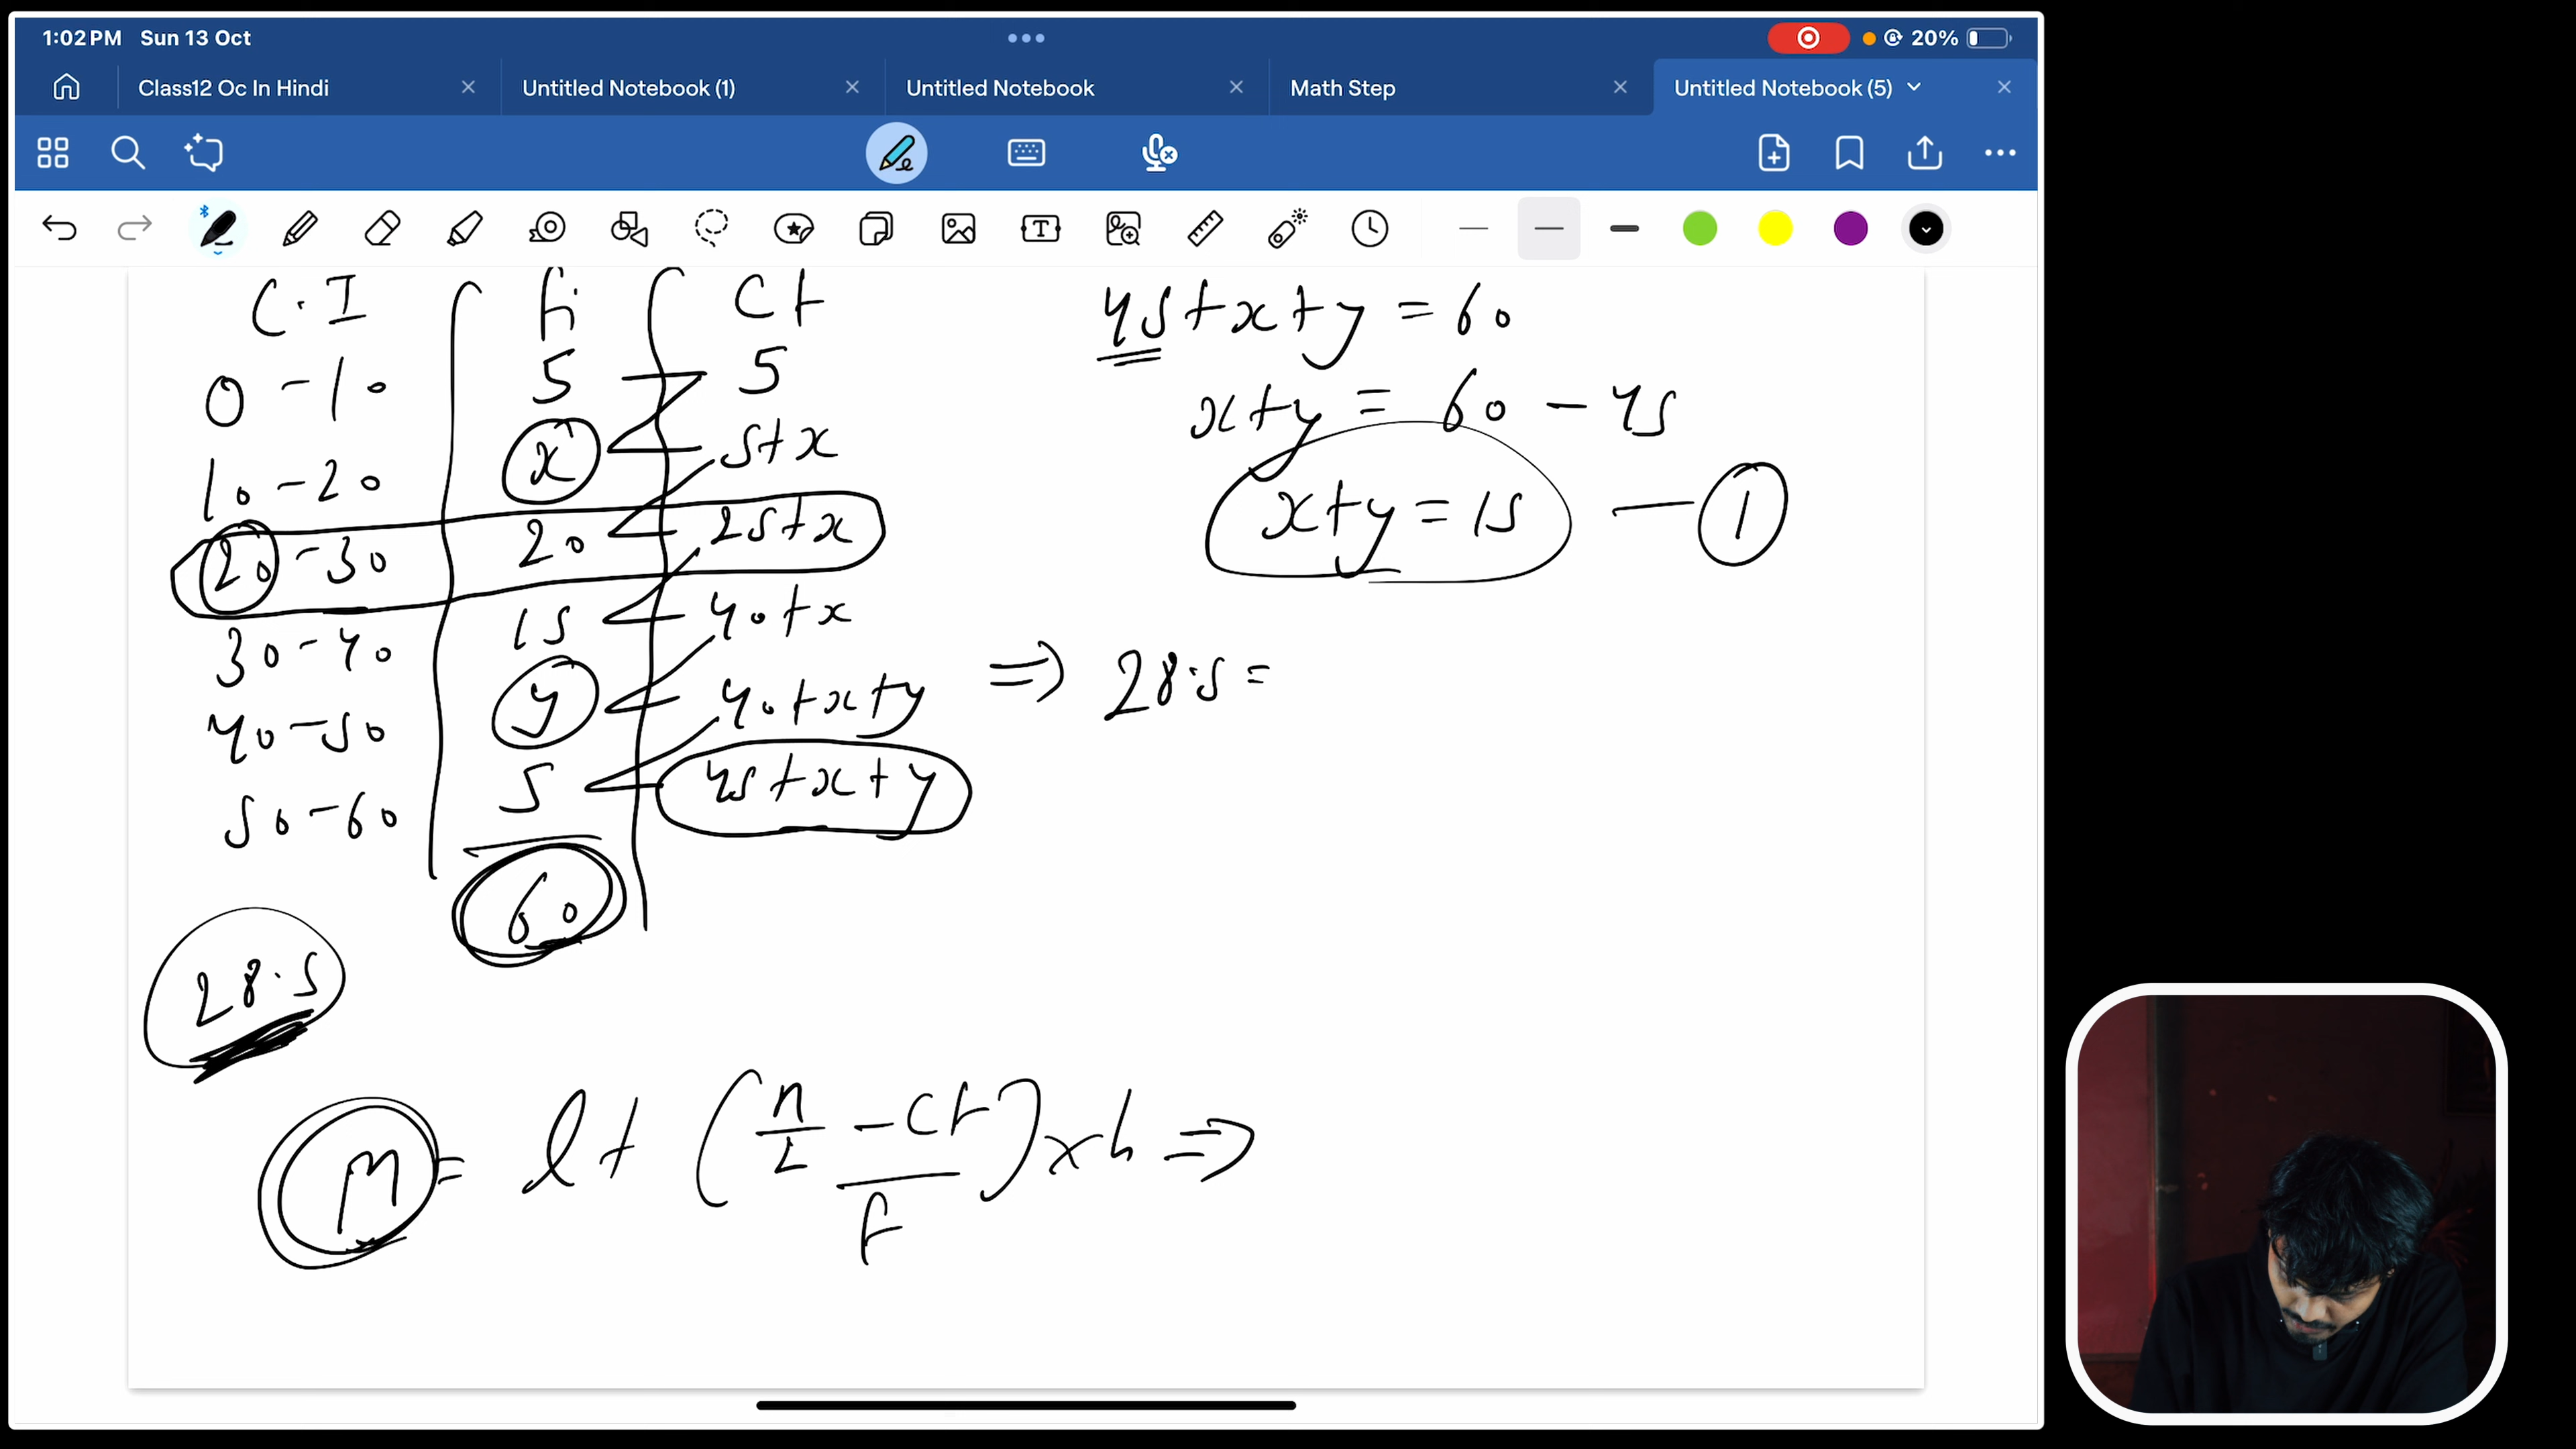 1:02 PM Sun 13 Oct
20%
Class12 Oc In Hindi
Untitled Notebook (1)
Untitled Notebook
Math Step
Untitled Notebook (5)
C.I fi Cf
0-10 5 5
10-20 x 5+x
20-30 20 25+x
30-40 15 40+x
40-50 y 40+x+y
50-60 5 45+x+y
60
45+x+y=60
x+y = 60-45
x+y=15 — 1
⇒ 28.5 =
28.5
M = l+ (n/2 - cf / f) x h ⇒